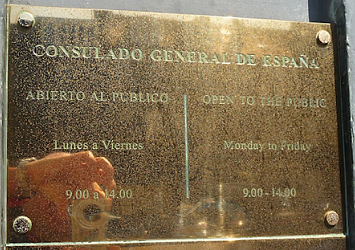 CONSULADO GENERAL DE ESPAÑA
ABIERTO AL PUBLICO
Lunes a Viernes
9.00 a 14.00
OPEN TO THE PUBLIC
Monday to Friday
9.00 - 14.00